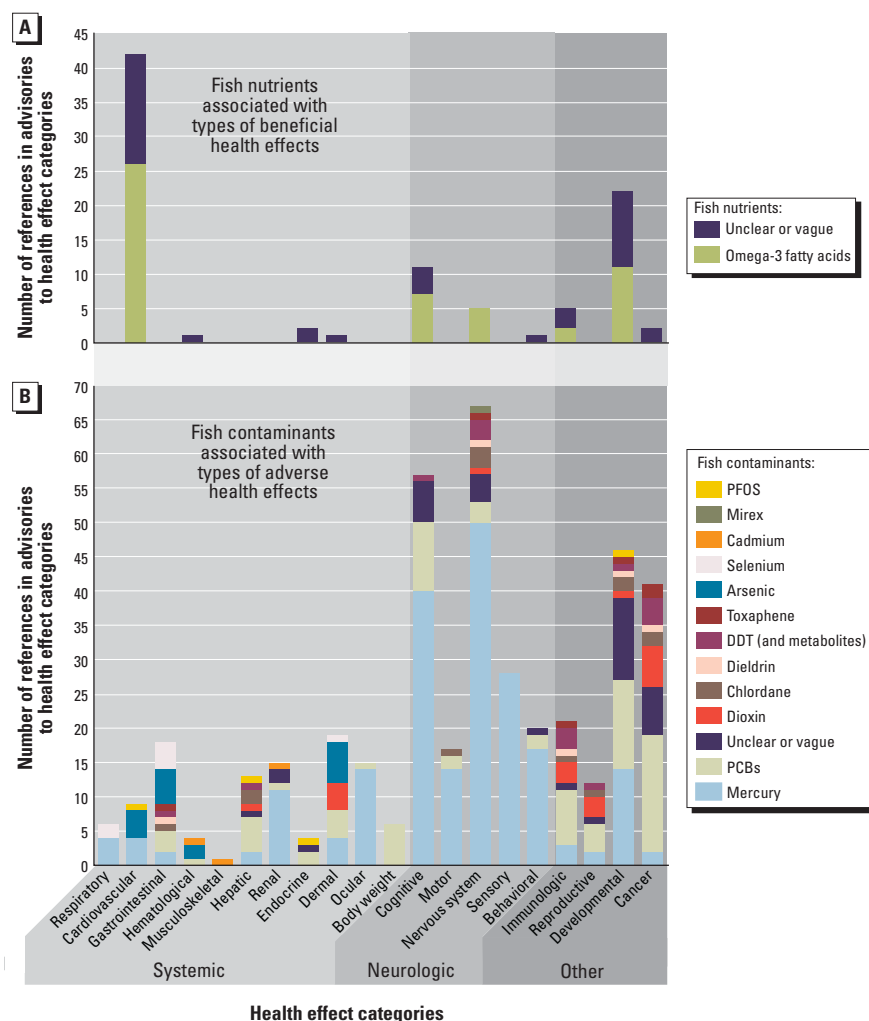 A
Number of references in advisories
to health effect categories
45
40
35
30
25
20
15
10
5
0
Fish nutrients
associated with
types of beneficial
health effects
Fish nutrients:
Unclear or vague
Omega-3 fatty acids
B
Number of references in advisories
to health effect categories
70
65
60
55
50
45
40
35
30
25
20
15
10
5
0
Fish contaminants
associated with
types of adverse
health effects
Fish contaminants:
PFOS
Mirex
Cadmium
Selenium
Arsenic
Toxaphene
DDT (and metabolites)
Dieldrin
Chlordane
Dioxin
Unclear or vague
PCBs
Mercury
Respiratory
Cardiovascular
Gastrointestinal
Hematological
Musculoskeletal
Hepatic
Renal
Endocrine
Dermal
Ocular
Body weight
Cognitive
Motor
Nervous system
Sensory
Behavioral
Immunologic
Reproductive
Developmental
Cancer
Systemic
Neurologic
Other
Health effect categories